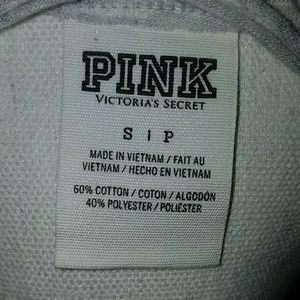 PINK
VICTORIA'S SECRET
S | P
MADE IN VIETNAM / FAIT AU
VIETNAM / HECHO EN VIETNAM
60% COTTON / COTON / ALGODÓN
40% POLYESTER / POLIÉSTER